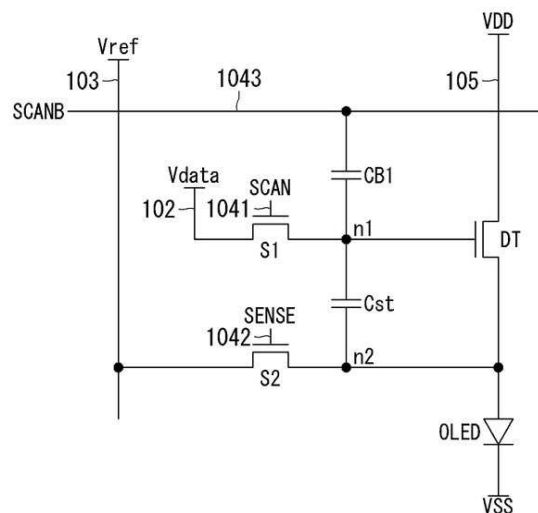 VDD
Vref
103
1043
105
SCANB
Vdata
SCAN
CB1
102
1041
n1
S1
DT
SENSE
Cst
1042
n2
S2
OLED
VSS